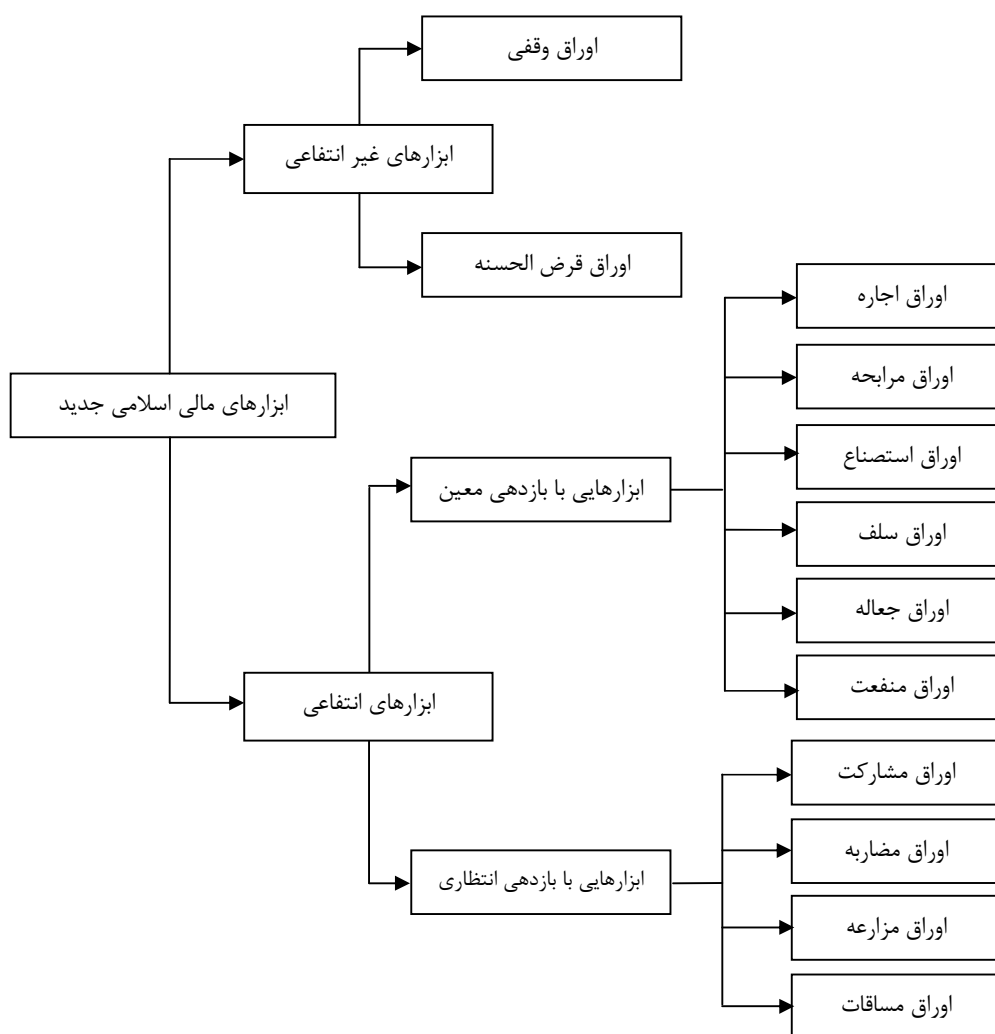 اوراق وقفی
ابزارهای غیر انتفاعی
اوراق قرض الحسنه
ابزارهای مالی اسلامی جدید
اوراق اجاره
اوراق مرابحه
اوراق استصناع
ابزارهایی با بازدهی معین
اوراق سلف
اوراق جعاله
اوراق منفعت
ابزارهای انتفاعی
اوراق مشارکت
اوراق مضاربه
ابزارهایی با بازدهی انتظاری
اوراق مزارعه
اوراق مساقات